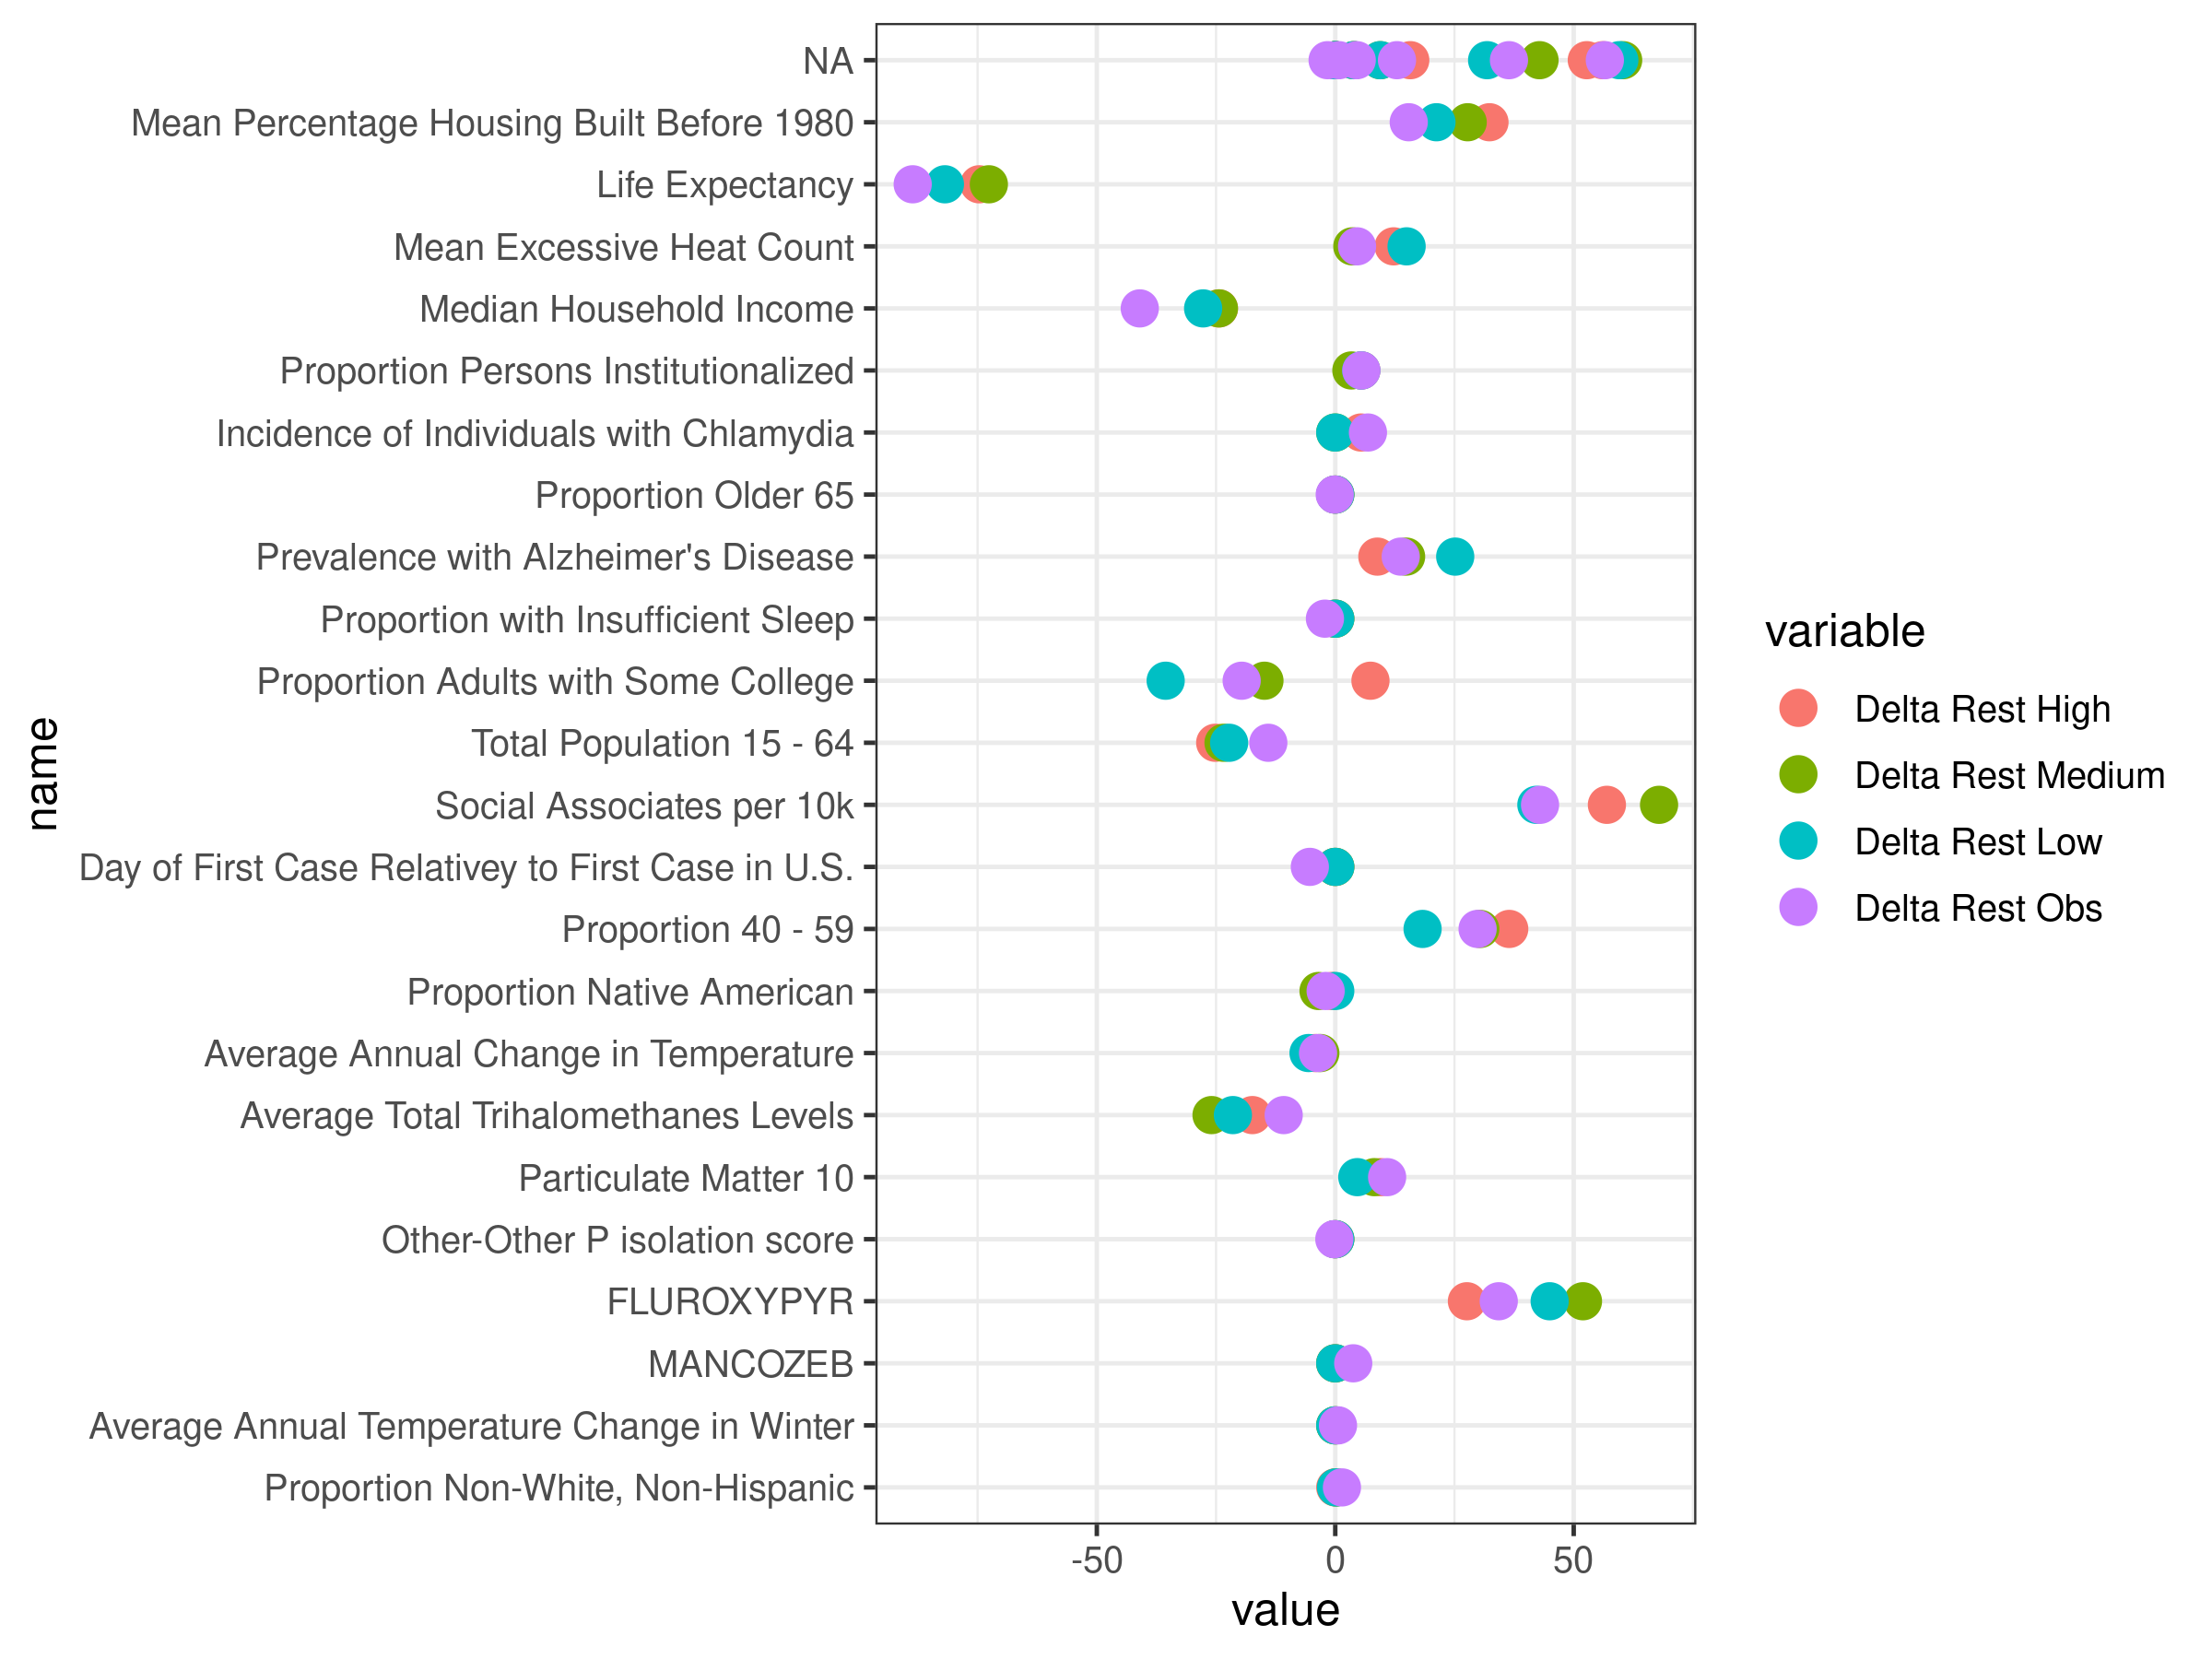 NA
Mean Percentage Housing Built Before 1980
Life Expectancy
Mean Excessive Heat Count
Median Household Income
Proportion Persons Institutionalized
Incidence of Individuals with Chlamydia
Proportion Older 65
Prevalence with Alzheimer's Disease
Proportion with Insufficient Sleep
Proportion Adults with Some College
Total Population 15 - 64
Social Associates per 10k
Day of First Case Relativey to First Case in U.S.
Proportion 40 - 59
Proportion Native American
Average Annual Change in Temperature
Average Total Trihalomethanes Levels
Particulate Matter 10
Other-Other P isolation score
FLUROXYPYR
MANCOZEB
Average Annual Temperature Change in Winter
Proportion Non-White, Non-Hispanic
name
-50 0 50
value
variable
Delta Rest High
Delta Rest Medium
Delta Rest Low
Delta Rest Obs